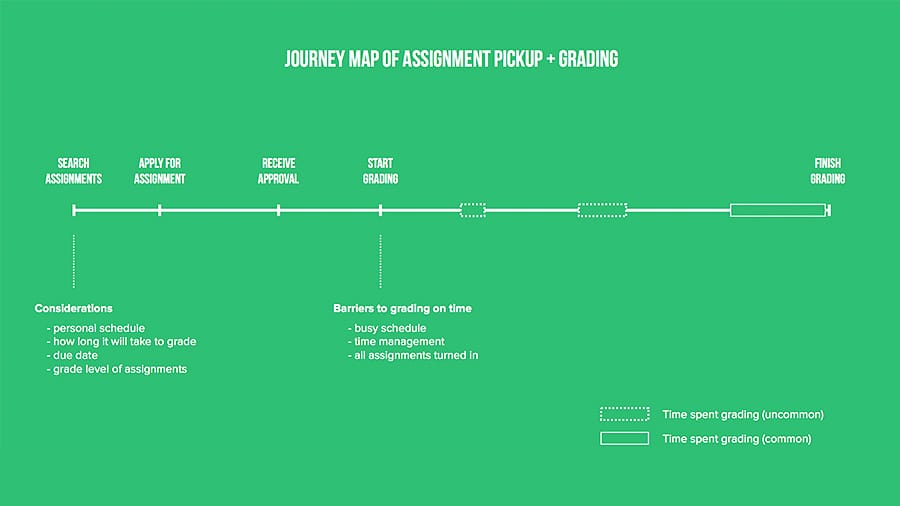 JOURNEY MAP OF ASSIGNMENT PICKUP + GRADING
SEARCH
ASSIGNMENTS
APPLY FOR
ASSIGNMENT
RECEIVE
APPROVAL
START
GRADING
FINISH
GRADING
Considerations
- personal schedule
- how long it will take to grade
- due date
- grade level of assignments
Barriers to grading on time
- busy schedule
- time management
- all assignments turned in
Time spent grading (uncommon)
Time spent grading (common)